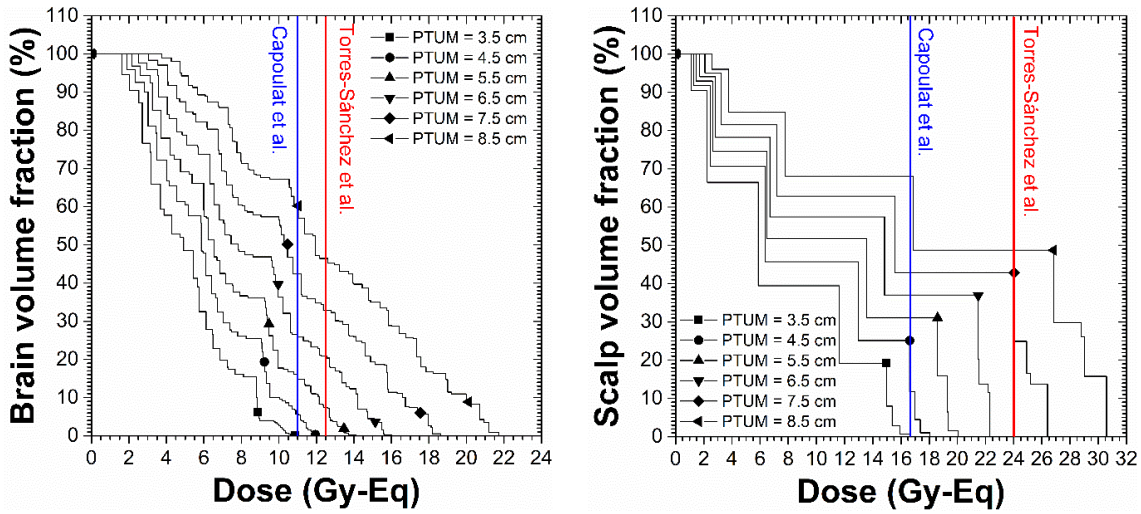 Brain volume fraction (%)
110
100
90
80
70
60
50
40
30
20
10
0
0 2 4 6 8 10 12 14 16 18 20 22 24
Dose (Gy-Eq)
Capoulat et al.
Torres-Sánchez et al.
PTUM = 3.5 cm
PTUM = 4.5 cm
PTUM = 5.5 cm
PTUM = 6.5 cm
PTUM = 7.5 cm
PTUM = 8.5 cm
Scalp volume fraction (%)
110
100
90
80
70
60
50
40
30
20
10
0
0 2 4 6 8 10 12 14 16 18 20 22 24 26 28 30 32
Dose (Gy-Eq)
Capoulat et al.
Torres-Sánchez et al.
PTUM = 3.5 cm
PTUM = 4.5 cm
PTUM = 5.5 cm
PTUM = 6.5 cm
PTUM = 7.5 cm
PTUM = 8.5 cm